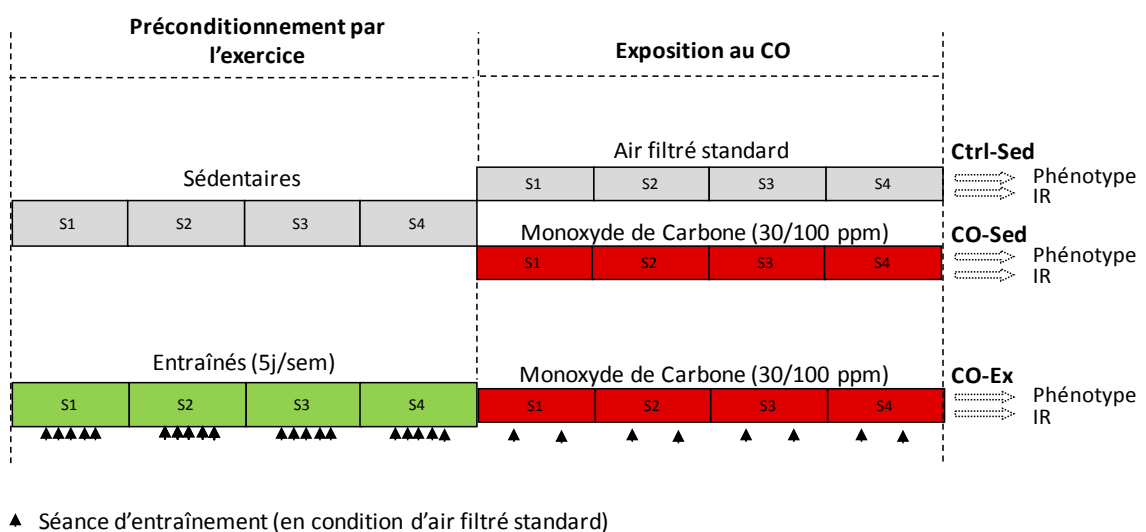 Préconditionnement par
l'exercice
Exposition au CO
Air filtré standard
Ctrl-Sed
Sédentaires
S1 S2 S3 S4
Phénotype
IR
S1 S2 S3 S4
Monoxyde de Carbone (30/100 ppm)
CO-Sed
S1 S2 S3 S4
Phénotype
IR
Entraînés (5j/sem)
Monoxyde de Carbone (30/100 ppm)
CO-Ex
S1 S2 S3 S4
S1 S2 S3 S4
Phénotype
IR
Séance d'entraînement (en condition d'air filtré standard)